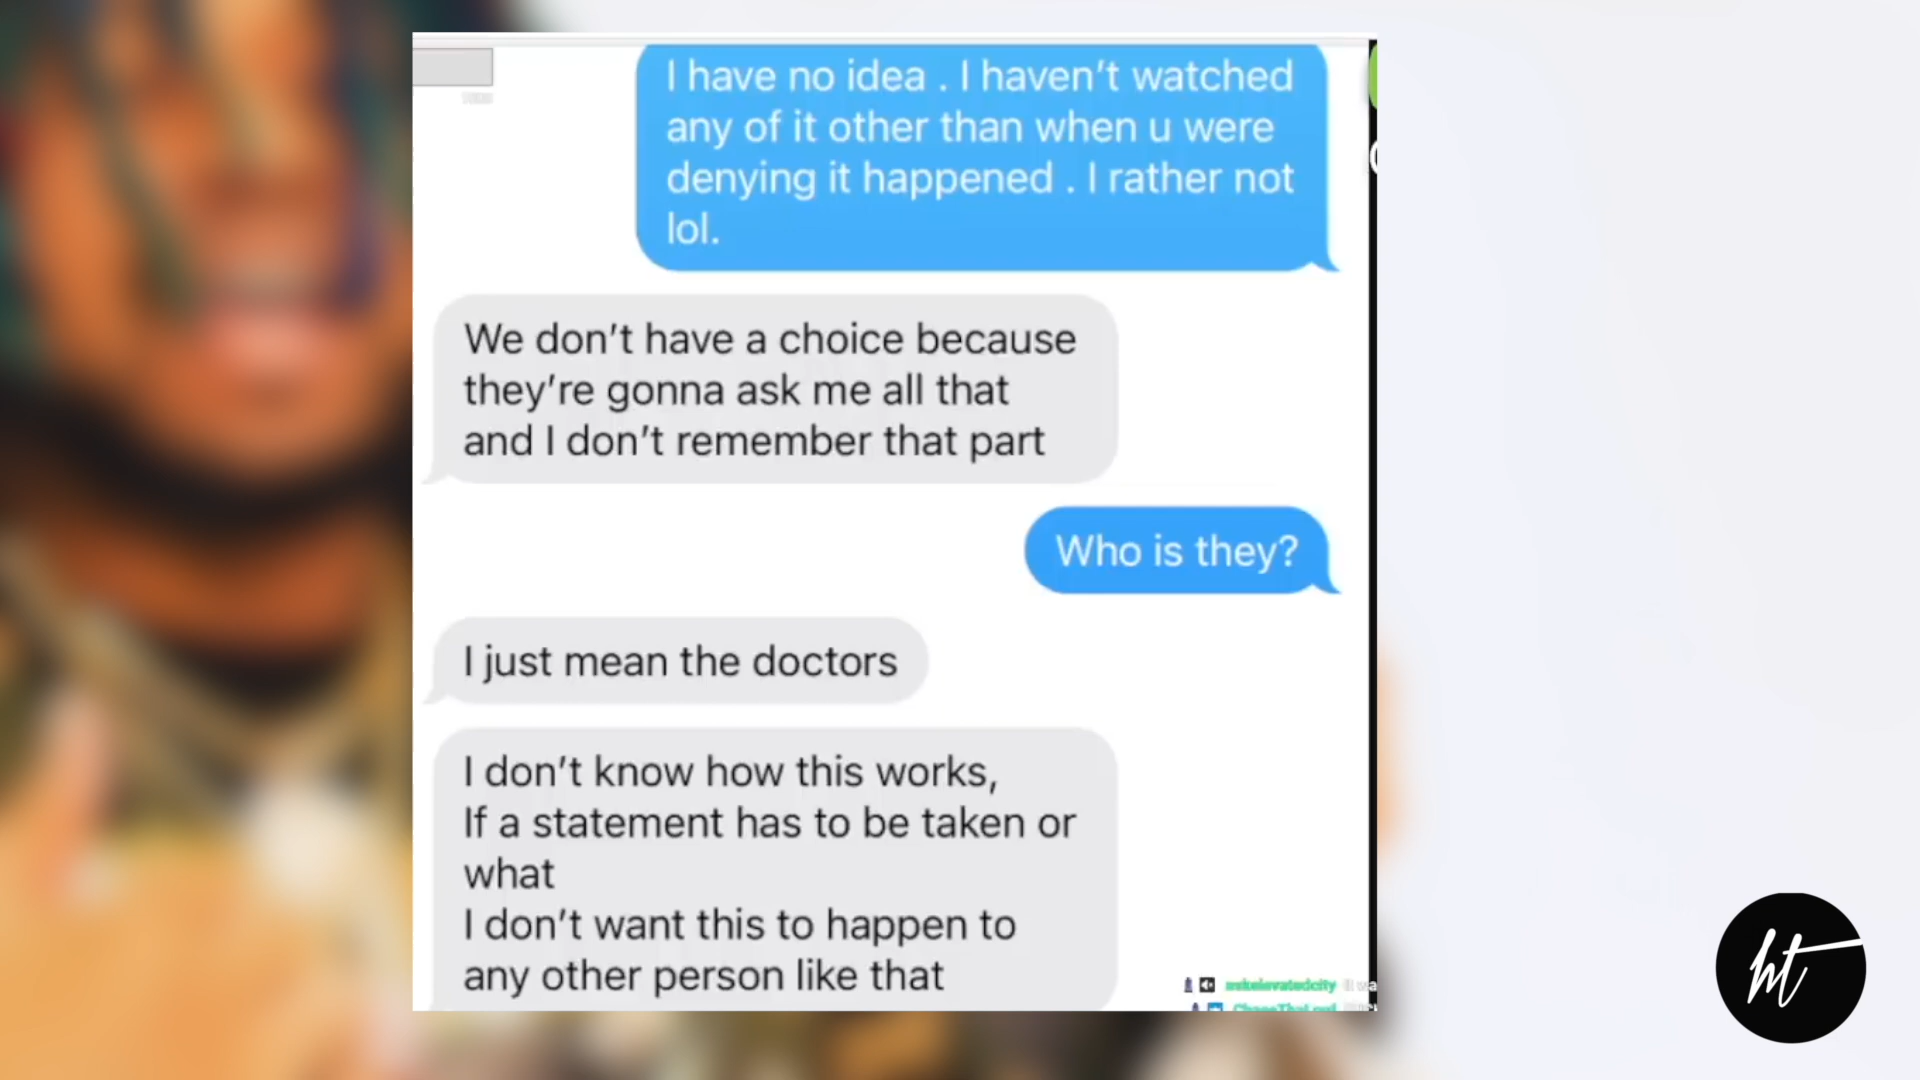 I have no idea . I haven’t watched
any of it other than when u were
denying it happened . I rather not
lol.
We don’t have a choice because
they’re gonna ask me all that
and I don’t remember that part
Who is they?
I just mean the doctors
I don’t know how this works,
If a statement has to be taken or
what
I don’t want this to happen to
any other person like that
ht